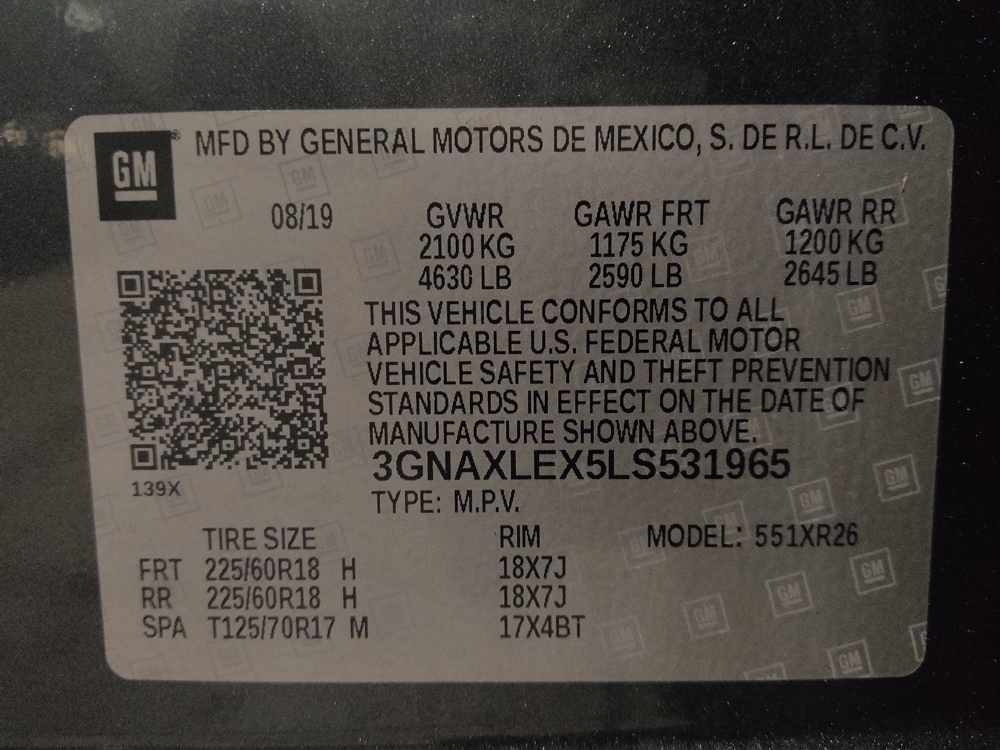 GM ® MFD BY GENERAL MOTORS DE MEXICO, S. DE R.L. DE C.V.
08/19 GVWR GAWR FRT GAWR RR
2100 KG 1175 KG 1200 KG
4630 LB 2590 LB 2645 LB
THIS VEHICLE CONFORMS TO ALL
APPLICABLE U.S. FEDERAL MOTOR
VEHICLE SAFETY AND THEFT PREVENTION
STANDARDS IN EFFECT ON THE DATE OF
MANUFACTURE SHOWN ABOVE.
3GNAXLEX5LS531965
139X
TYPE: M.P.V.
TIRE SIZE RIM MODEL: 551XR26
FRT 225/60R18 H 18X7J
RR 225/60R18 H 18X7J
SPA T125/70R17 M 17X4BT